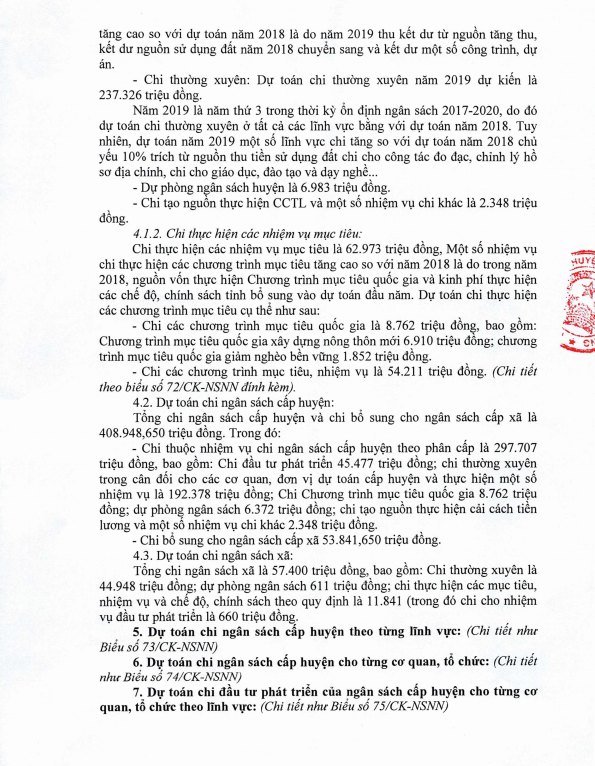 tăng cao so với dự toán năm 2018 là do năm 2019 thu kết dư từ nguồn tăng thu,
kết dư nguồn sử dụng đất năm 2018 chuyển sang và kết dư một số công trình, dự
án.
- Chi thường xuyên: Dự toán chi thường xuyên năm 2019 dự kiến là
237.326 triệu đồng.
Năm 2019 là năm thứ 3 trong thời kỳ ổn định ngân sách 2017-2020, do đó
dự toán chi thường xuyên ở tất cả các lĩnh vực bằng với dự toán năm 2018. Tuy
nhiên, dự toán năm 2019 một số lĩnh vực chi tăng so với dự toán năm 2018 chủ
yếu 10% trích từ nguồn thu tiền sử dụng đất chi cho công tác đo đạc, chỉnh lý hồ
sơ địa chính, chi cho giáo dục, đào tạo và dạy nghề...
- Dự phòng ngân sách huyện là 6.983 triệu đồng.
- Chi tạo nguồn thực hiện CCTL và một số nhiệm vụ chi khác là 2.348 triệu
đồng.
4.1.2. Chi thực hiện các nhiệm vụ mục tiêu:
Chi thực hiện các nhiệm vụ mục tiêu là 62.973 triệu đồng, Một số nhiệm vụ
chi thực hiện các chương trình mục tiêu tăng cao so với năm 2018 là do trong năm
2018, nguồn vốn thực hiện Chương trình mục tiêu quốc gia và kinh phí thực hiện
các chế độ, chính sách tỉnh bổ sung vào dự toán đầu năm. Dự toán chi thực hiện
các chương trình mục tiêu cụ thể như sau:
- Chi các chương trình mục tiêu quốc gia là 8.762 triệu đồng, bao gồm:
Chương trình mục tiêu quốc gia xây dựng nông thôn mới 6.910 triệu đồng; chương
trình mục tiêu quốc gia giảm nghèo bền vững 1.852 triệu đồng.
- Chi các chương trình mục tiêu, nhiệm vụ là 54.211 triệu đồng. (Chi tiết
theo biểu số 72/CK-NSNN đính kèm).
4.2. Dự toán chi ngân sách cấp huyện:
Tổng chi ngân sách cấp huyện và chi bổ sung cho ngân sách cấp xã là
408.948,650 triệu đồng. Trong đó:
- Chi thuộc nhiệm vụ chi ngân sách cấp huyện theo phân cấp là 297.707
triệu đồng, bao gồm: Chi đầu tư phát triển 45.477 triệu đồng; chi thường xuyên
trong cân đối cho các cơ quan, đơn vị dự toán cấp huyện và thực hiện một số
nhiệm vụ là 192.378 triệu đồng; Chi Chương trình mục tiêu quốc gia 8.762 triệu
đồng; dự phòng ngân sách 6.372 triệu đồng; chi tạo nguồn thực hiện cải cách tiền
lương và một số nhiệm vụ chi khác 2.348 triệu đồng.
- Chi bổ sung cho ngân sách cấp xã 53.841,650 triệu đồng.
4.3. Dự toán chi ngân sách xã:
Tổng chi ngân sách xã là 57.400 triệu đồng, bao gồm: Chi thường xuyên là
44.948 triệu đồng; dự phòng ngân sách 611 triệu đồng; chi thực hiện các mục tiêu,
nhiệm vụ và chế độ, chính sách theo quy định là 11.841 (trong đó chi cho nhiệm
vụ đầu tư phát triển là 660 triệu đồng.
5. Dự toán chi ngân sách cấp huyện theo từng lĩnh vực: (Chi tiết như
Biểu số 73/CK-NSNN)
6. Dự toán chi ngân sách cấp huyện cho từng cơ quan, tổ chức: (Chi tiết
như Biểu số 74/CK-NSNN)
7. Dự toán chi đầu tư phát triển của ngân sách cấp huyện cho từng cơ
quan, tổ chức theo lĩnh vực: (Chi tiết như Biểu số 75/CK-NSNN)
HUYỆ